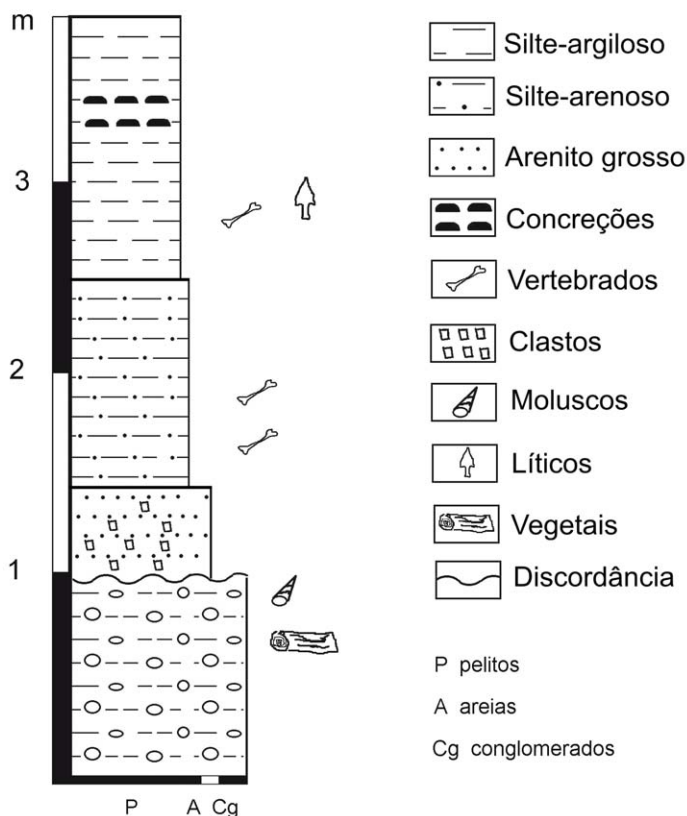 m
3
2
1
P A Cg
Silte-argiloso
Silte-arenoso
Arenito grosso
Concreções
Vertebrados
Clastos
Moluscos
Líticos
Vegetais
Discordância
P pelitos
A areias
Cg conglomerados